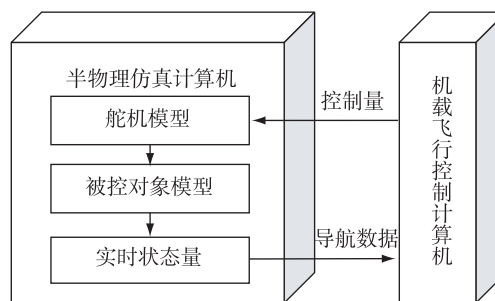 半物理仿真计算机
舵机模型
被控对象模型
实时状态量
控制量
导航数据
机载飞行控制计算机